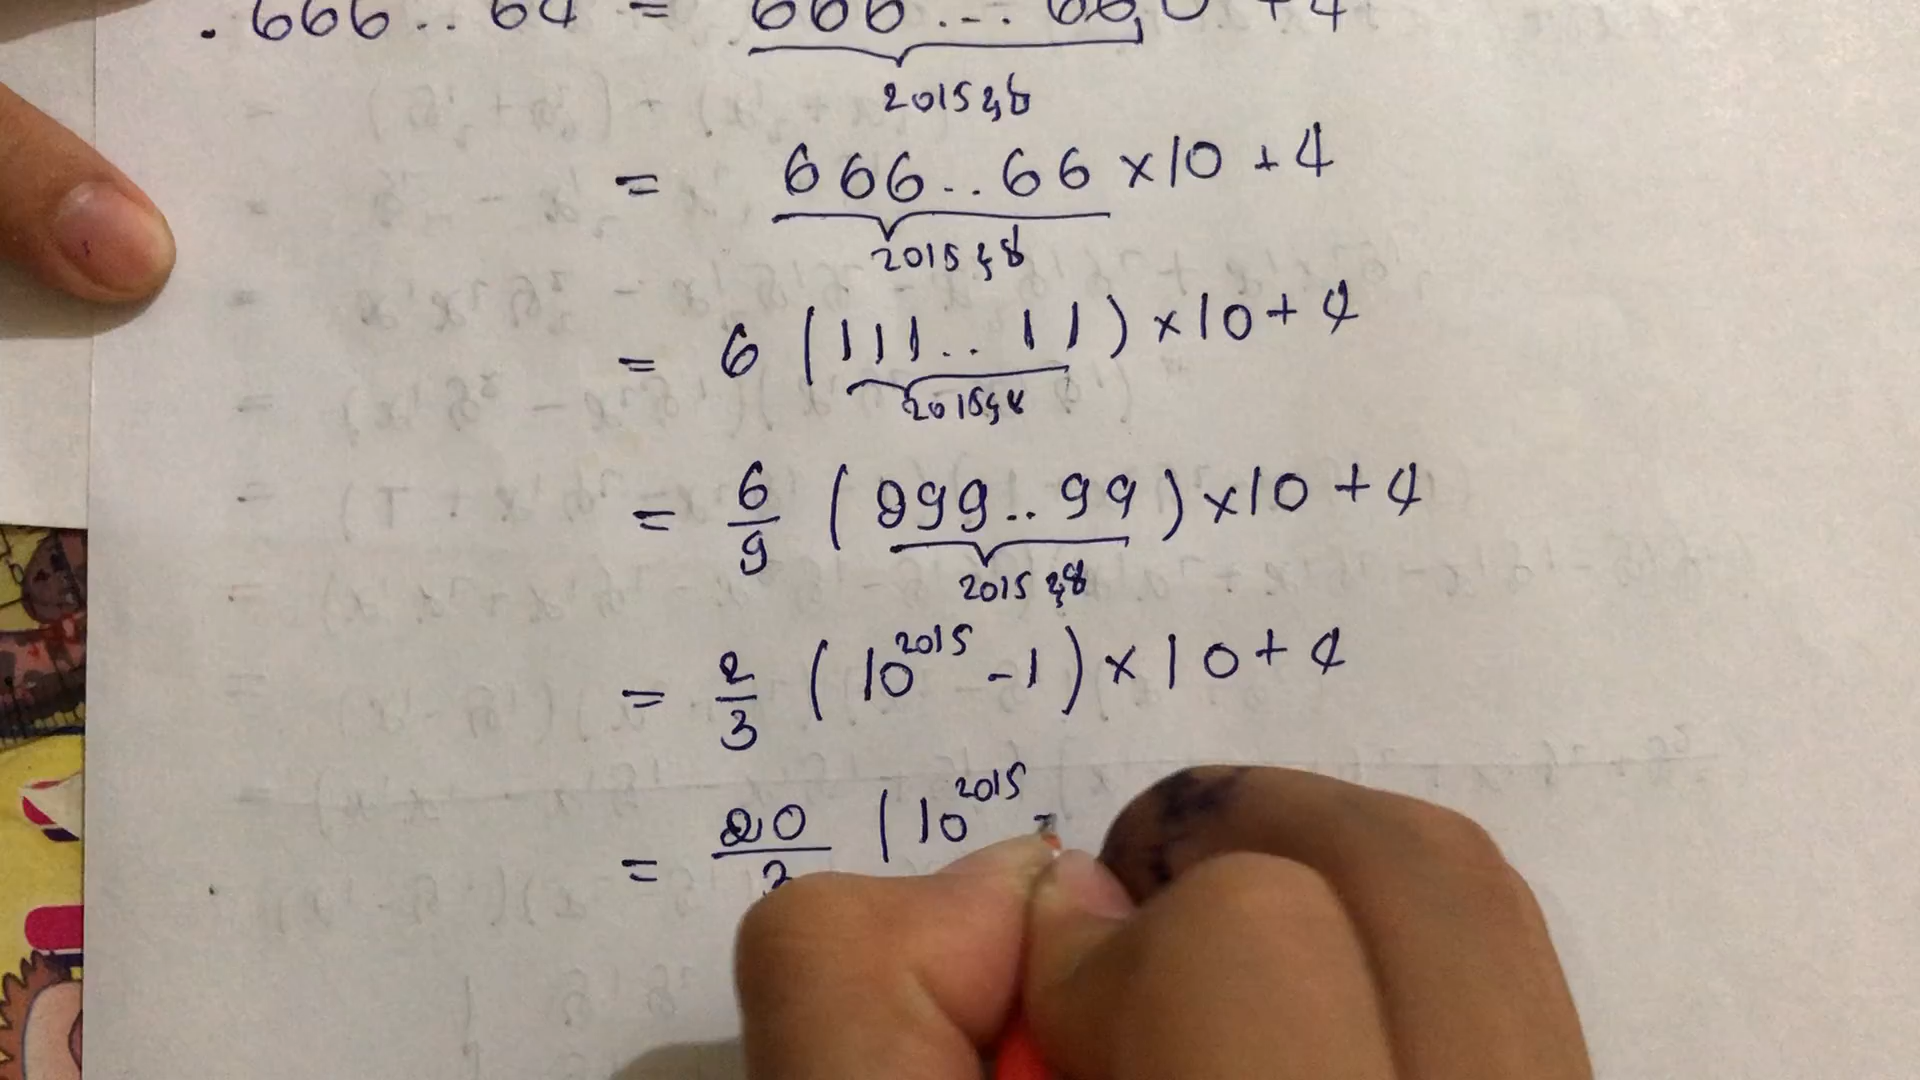 . 666.. 64 = 666... 660 + 4
2015
= 666..66 ×10 + 4
2015
= 6 (111..11) ×10 + 4
2015
= 6/9 (999..99) ×10 + 4
2015
= 2/3 (10^2015 - 1) ×10 + 4
= 20/3 (10^2015 -